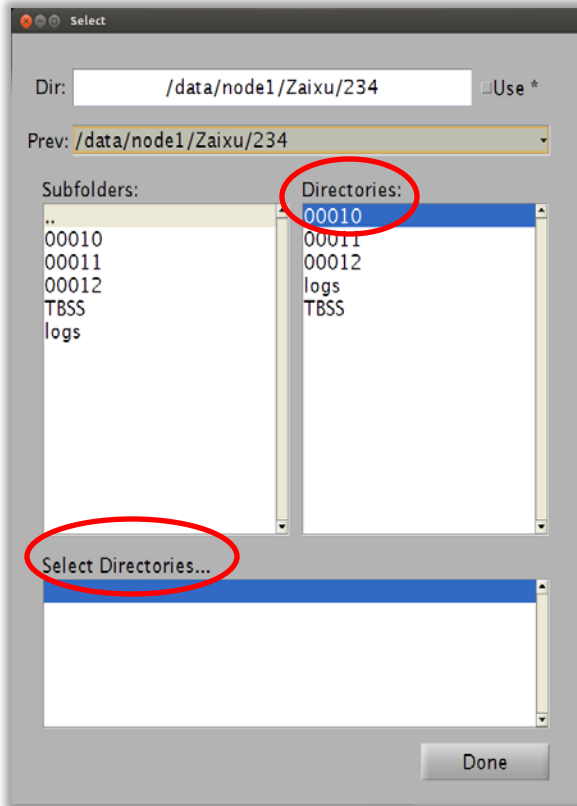 Select
Dir: /data/node1/Zaixu/234 Use *
Prev: /data/node1/Zaixu/234
Subfolders:
..
00010
00011
00012
TBSS
logs
Directories:
00010
00011
00012
logs
TBSS
Select Directories...
Done